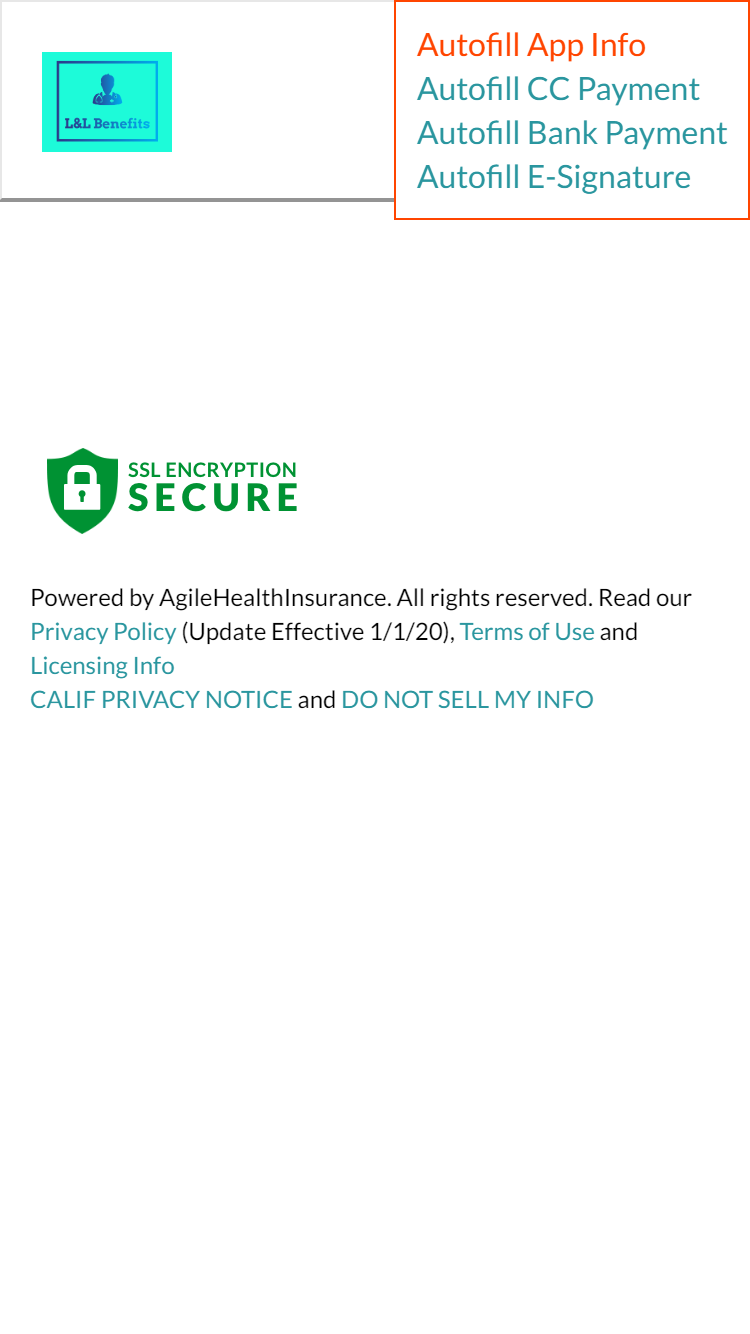 L&L Benefits
Autofill App Info
Autofill CC Payment
Autofill Bank Payment
Autofill E-Signature
SSL ENCRYPTION
SECURE
Powered by AgileHealthInsurance. All rights reserved. Read our
Privacy Policy (Update Effective 1/1/20), Terms of Use and
Licensing Info
CALIF PRIVACY NOTICE and DO NOT SELL MY INFO